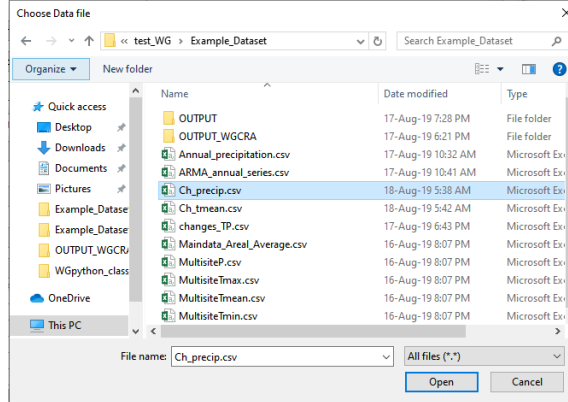 Choose Data file
« test_WG > Example_Dataset
Search Example_Dataset
Organize
New folder
Name
Date modified
Type
Quick access
Desktop
Downloads
Documents
Pictures
Example_Datase
Example_Datase
OUTPUT_WGCRA
WGpython_class
OneDrive
This PC
OUTPUT 17-Aug-19 7:28 PM File folder
OUTPUT_WGCRA 17-Aug-19 6:21 PM File folder
Annual_precipitation.csv 17-Aug-19 10:32 AM Microsoft Ex
ARMA_annual_series.csv 17-Aug-19 10:41 AM Microsoft Ex
Ch_precip.csv 18-Aug-19 5:38 AM Microsoft Ex
Ch_tmean.csv 18-Aug-19 5:42 AM Microsoft Ex
changes_TP.csv 17-Aug-19 6:43 PM Microsoft Ex
Maindata_Areal_Average.csv 16-Aug-19 8:07 PM Microsoft Ex
MultisiteP.csv 16-Aug-19 8:07 PM Microsoft Ex
MultisiteTmax.csv 16-Aug-19 8:07 PM Microsoft Ex
MultisiteTmean.csv 16-Aug-19 8:07 PM Microsoft Ex
MultisiteTmin.csv 16-Aug-19 8:07 PM Microsoft Ex
File name: Ch_precip.csv
All files (*.*)
Open
Cancel